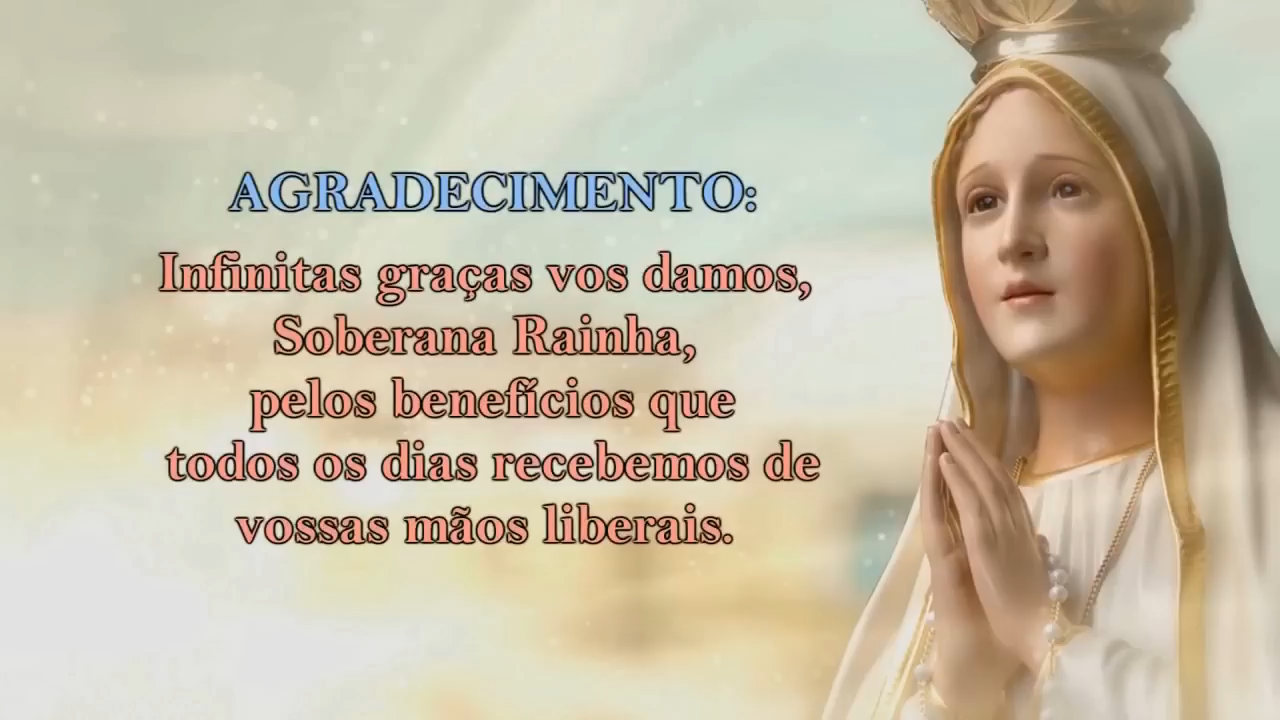 AGRADECIMENTO:
Infinitas graças vos damos,
Soberana Rainha,
pelos benefícios que
todos os dias recebemos de
vossas mãos liberais.